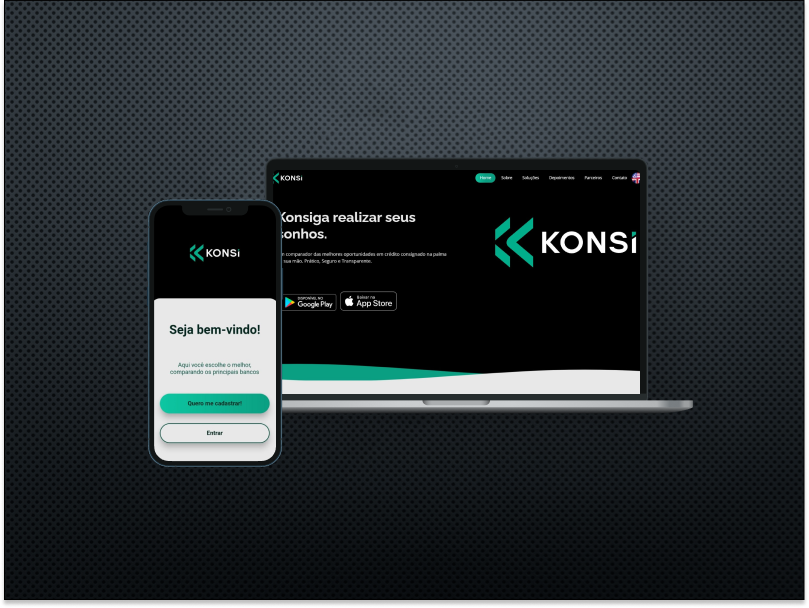 KONSi
Home Sobre Soluções Depoimentos Parceiros Contato
Konsiga realizar seus
sonhos.
comparador das melhores oportunidades em crédito consignado na palma
sua mão. Prático, Seguro e Transparente.
DISPONÍVEL NO
Google Play
Baixar na
App Store
KONSi
KONSi
Seja bem-vindo!
Aqui você escolhe o melhor,
comparando os principais bancos
Quero me cadastrar!
Entrar